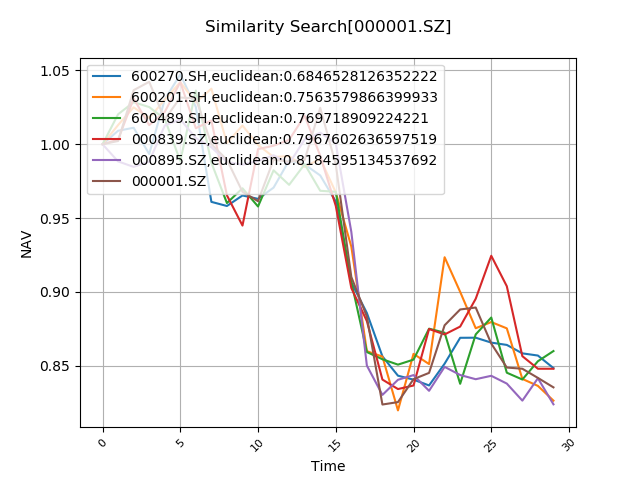 Similarity Search[000001.SZ]
1.05
1.00
0.95
0.90
0.85
NAV
600270.SH,euclidean:0.6846528126352222
600201.SH,euclidean:0.7563579866399933
600489.SH,euclidean:0.769718909224221
000839.SZ,euclidean:0.7967602636597519
000895.SZ,euclidean:0.8184595134537692
000001.SZ
0
5
10
15
20
25
30
Time